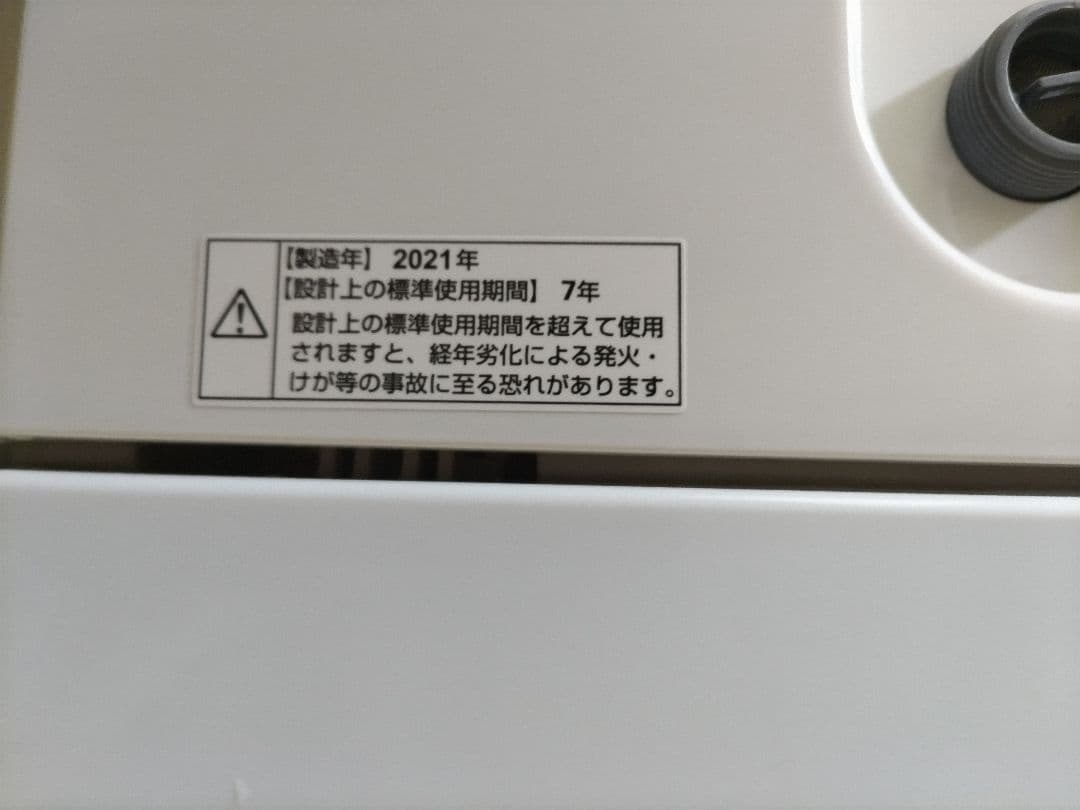 【製造年】 2021年
【設計上の標準使用期間】 7年
設計上の標準使用期間を超えて使用
されますと、経年劣化による発火・
けが等の事故に至る恐れがあります。